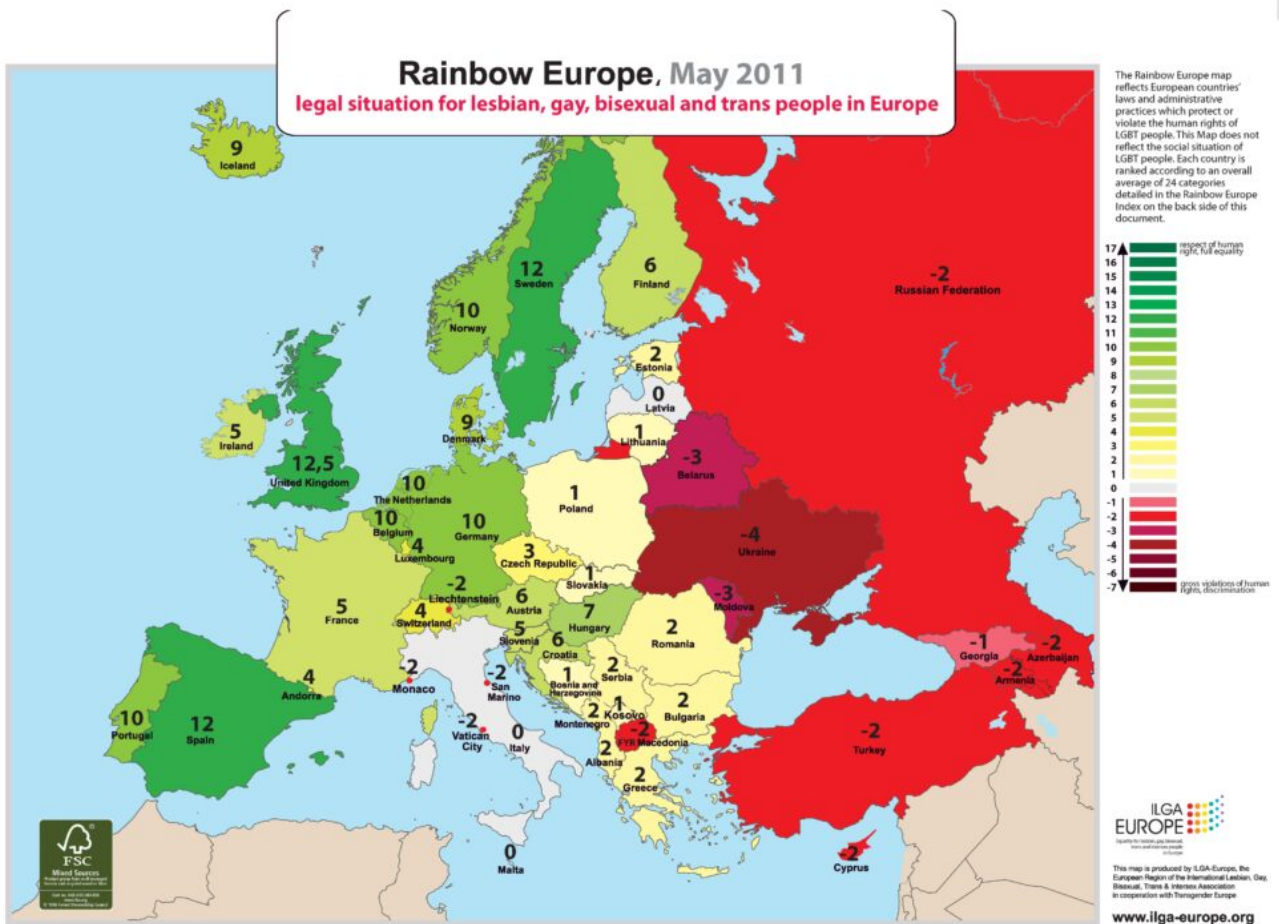 Rainbow Europe, May 2011
legal situation for lesbian, gay, bisexual and trans people in Europe
The Rainbow Europe map
reflects European countries'
laws and administrative
practices which protect or
violate the human rights of
LGBT people. This Map does not
reflect the social situation of
LGBT people. Each country is
ranked according to an overall
average of 24 categories
detailed in the Rainbow Europe
Index on the back side of this
document.
17
respect of human
right, full equality
16
15
14
13
12
11
10
9
8
7
6
5
4
3
2
1
0
-1
-2
-3
-4
-5
-6
-7
gross violations of human
rights, discrimination
9
Iceland
12
Sweden
6
Finland
-2
Russian Federation
10
Norway
2
Estonia
0
Latvia
1
Lithuania
9
Denmark
5
Ireland
12,5
United Kingdom
-3
Belarus
10
The Netherlands
10
Belgium
10
Germany
1
Poland
4
Luxembourg
3
Czech Republic
-4
Ukraine
1
Slovakia
-2
Liechtenstein
6
Austria
-3
Moldova
5
France
4
Switzerland
7
Hungary
5
Slovenia
6
Croatia
2
Romania
-1
Georgia
-2
Azerbaijan
-2
Armenia
4
Andorra
-2
Monaco
-2
San
Marino
1
Bosnia and
Herzegovina
2
Serbia
10
Portugal
12
Spain
-2
Vatican
City
0
Italy
2
Montenegro
1
Kosovo
2
Bulgaria
-2
FYR Macedonia
2
Albania
2
Greece
-2
Turkey
0
Malta
-2
Cyprus
FSC
Mixed Sources
ILGA
EUROPE
This map is produced by ILGA-Europe, the
European Region of the International Lesbian, Gay,
Bisexual, Trans & Intersex Association
in cooperation with Transgender Europe
www.ilga-europe.org